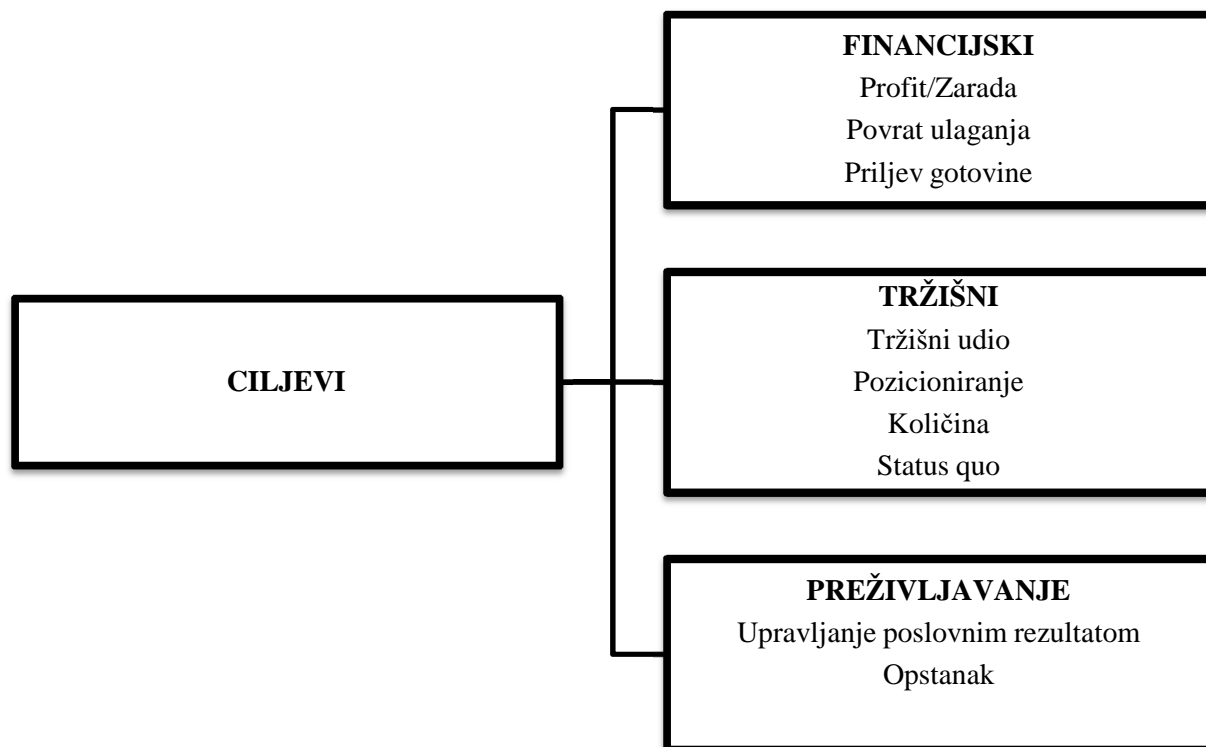 FINANCIJSKI
Profit/Zarada
Povrat ulaganja
Priljev gotovine
CILJEVI
TRŽIŠNI
Tržišni udio
Pozicioniranje
Količina
Status quo
PREŽIVLJAVANJE
Upravljanje poslovnim rezultatom
Opstanak